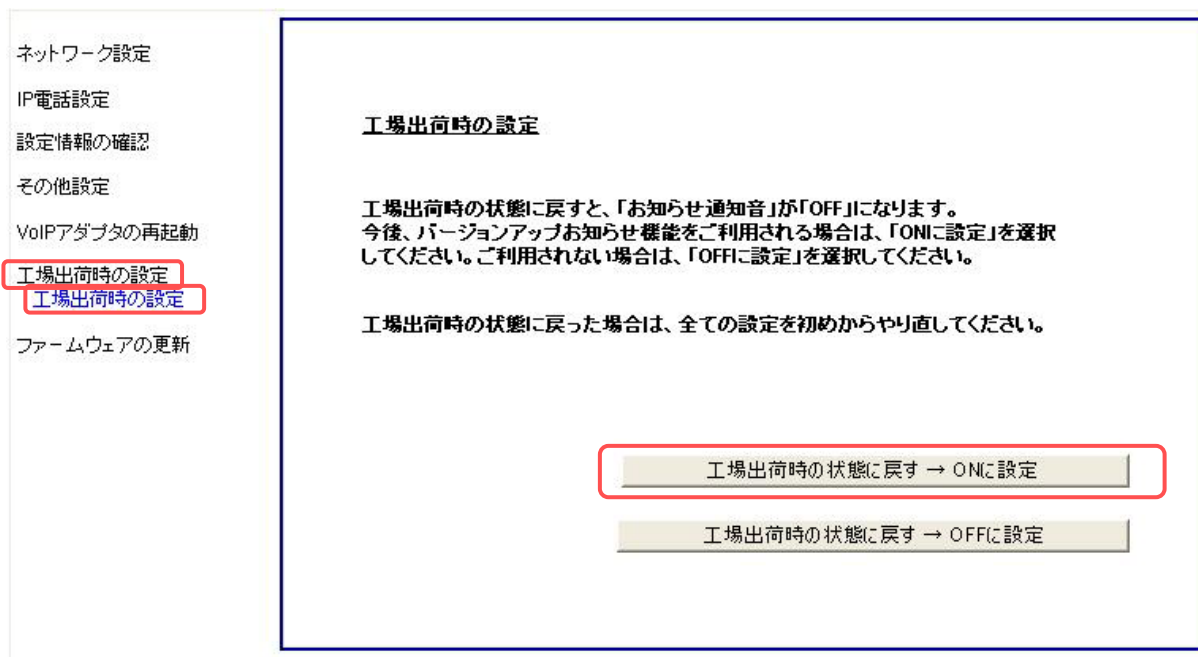 ネットワーク設定
IP電話設定
設定情報の確認
その他設定
VoIPアダプタの再起動
工場出荷時の設定
工場出荷時の設定
ファームウェアの更新
工場出荷時の設定
工場出荷時の状態に戻すと、「お知らせ通知音」が「OFF」になります。
今後、バージョンアップお知らせ機能をご利用される場合は、「ONに設定」を選択
してください。ご利用されない場合は、「OFFに設定」を選択してください。
工場出荷時の状態に戻った場合は、全ての設定を初めからやり直してください。
工場出荷時の状態に戻す → ONに設定
工場出荷時の状態に戻す → OFFに設定